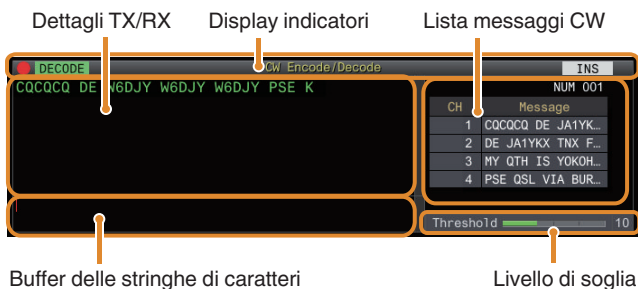 Dettagli TX/RX
Display indicatori
Lista messaggi CW
DECODE
CW Encode/Decode
INS
CQCQCQ DE W6DJY W6DJY W6DJY PSE K
NUM 001
CH Message
1 CQCQCQ DE JA1YK…
2 DE JA1YKX TNX F…
3 MY QTH IS YOKOH…
4 PSE QSL VIA BUR…
Threshold 10
Buffer delle stringhe di caratteri
Livello di soglia